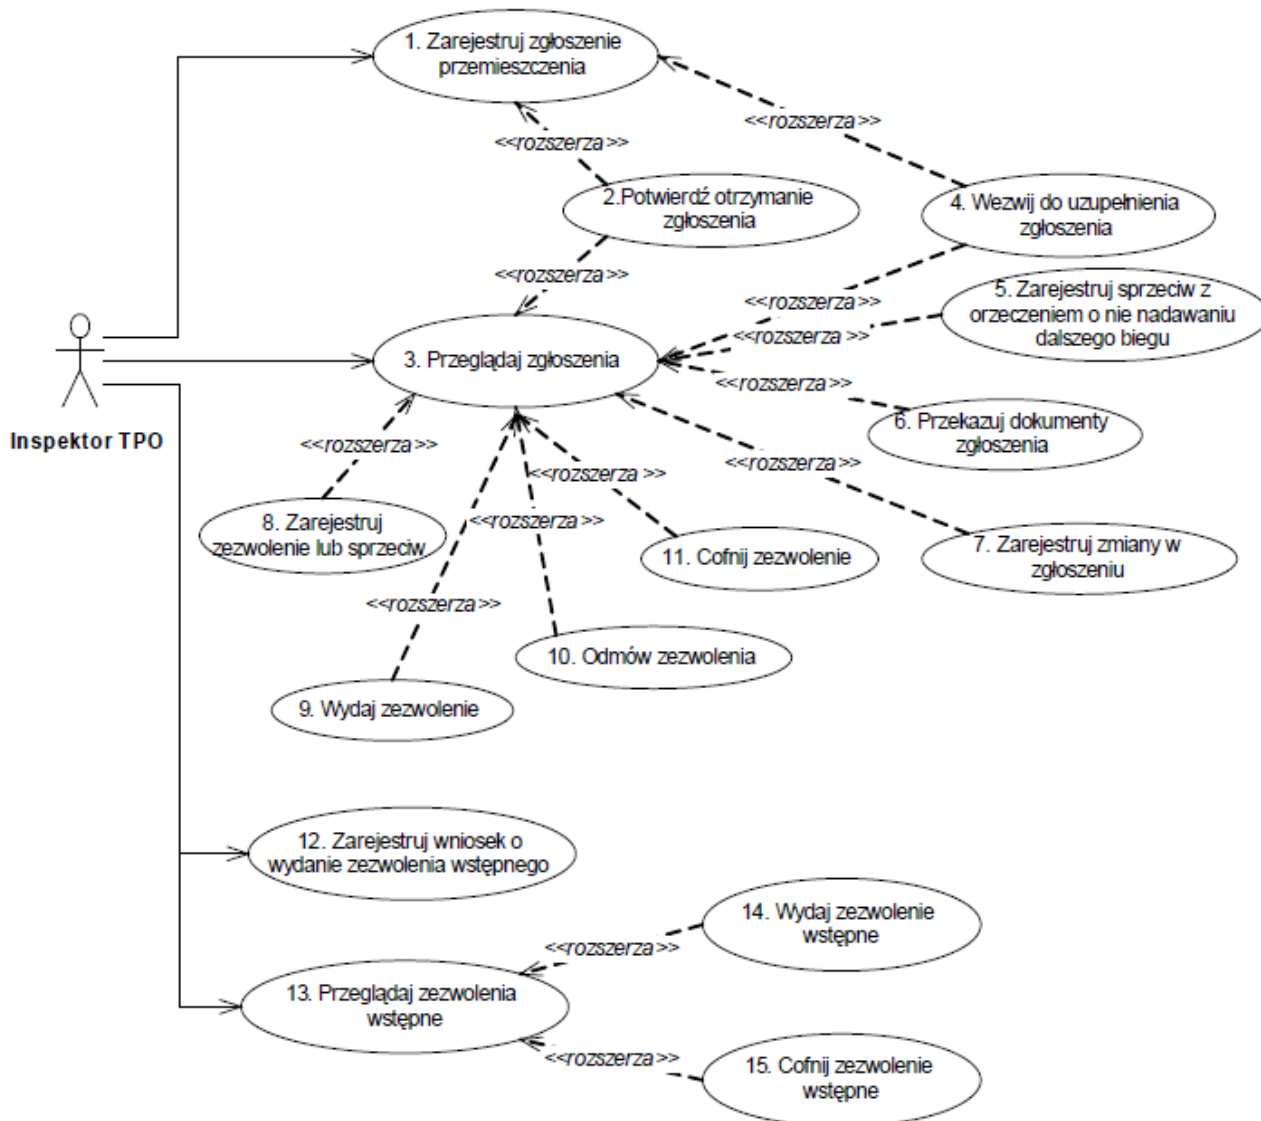 1. Zarejestruj zgłoszenie
przemieszczenia
<<rozszerza>>
<<rozszerza>>
2.Potwierdź otrzymanie
zgłoszenia
4. Wezwij do uzupełnienia
zgłoszenia
<<rozszerza>>
<<rozszerza>>
5. Zarejestruj sprzeciw z
orzeczeniem o nie nadawaniu
dalszego biegu
<<rozszerza>>
3. Przeglądaj zgłoszenia
<<rozszerza>>
6. Przekazuj dokumenty
zgłoszenia
Inspektor TPO
<<rozszerza>>
<<rozszerza>>
<<rozszerza>>
8. Zarejestruj
zezwolenie lub sprzeciw
<<rozszerza>>
11. Cofnij zezwolenie
7. Zarejestruj zmiany w
zgłoszeniu
<<rozszerza>>
10. Odmów zezwolenia
9. Wydaj zezwolenie
12. Zarejestruj wniosek o
wydanie zezwolenia wstępnego
14. Wydaj zezwolenie
wstępne
<<rozszerza>>
13. Przeglądaj zezwolenia
wstępne
<<rozszerza>>
15. Cofnij zezwolenie
wstępne